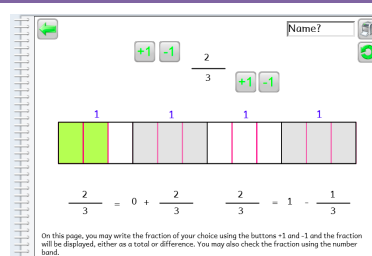 Name?
+1 -1 2
3 +1 -1
1 1 1 1
2 2 2 1
— = 0 + — — = 1 - —
3 3 3 3
On this page, you may write the fraction of your choice using the buttons +1 and -1 and the fraction
will be displayed, either as a total or difference. You may also check the fraction using the number
band.